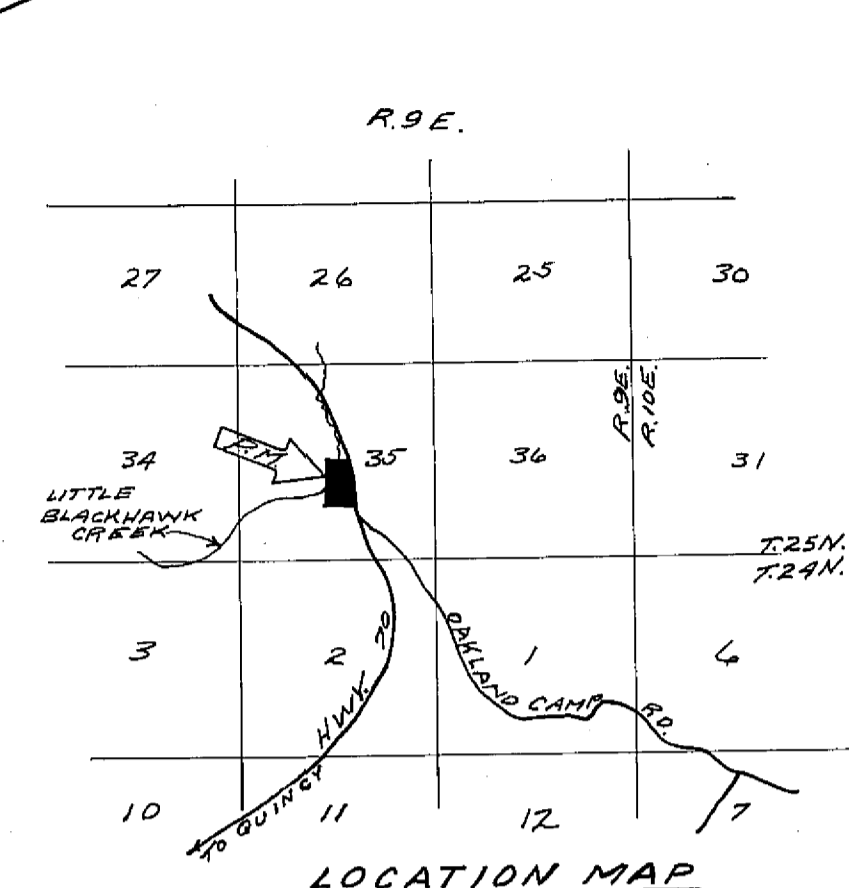 R.9E.
27 26 25 30
R.9E.
R.10E.
P.M.
34 35 36 31
LITTLE
BLACKHAWK
CREEK
T.25N.
T.24N.
3 2 1 6
HWY. 70
OAKLAND CAMP RD.
TO QUINCY
10 11 12 7
LOCATION MAP